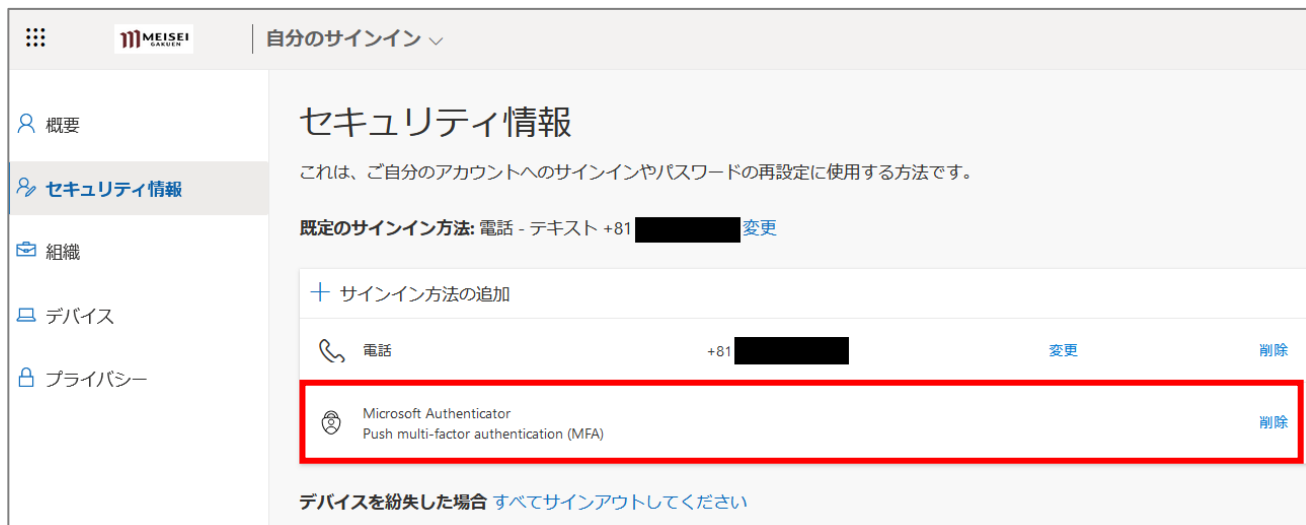 MEISEI
GAKUEN
自分のサインイン
概要
セキュリティ情報
組織
デバイス
プライバシー
セキュリティ情報
これは、ご自分のアカウントへのサインインやパスワードの再設定に使用する方法です。
既定のサインイン方法: 電話 - テキスト +81 変更
サインイン方法の追加
電話 +81 変更 削除
Microsoft Authenticator
Push multi-factor authentication (MFA) 削除
デバイスを紛失した場合 すべてサインアウトしてください